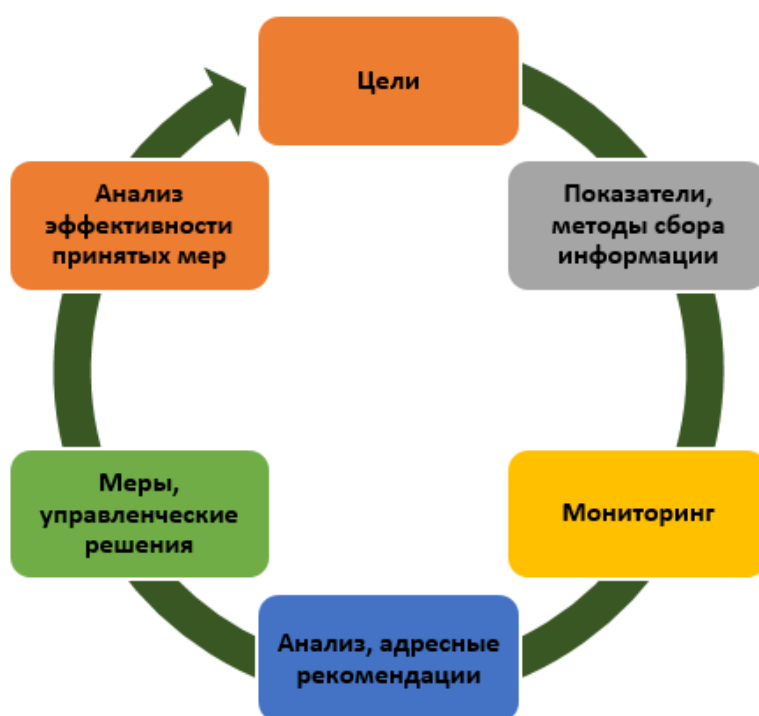 Цели
Показатели,
методы сбора
информации
Мониторинг
Анализ, адресные
рекомендации
Меры,
управленческие
решения
Анализ
эффективности
принятых мер